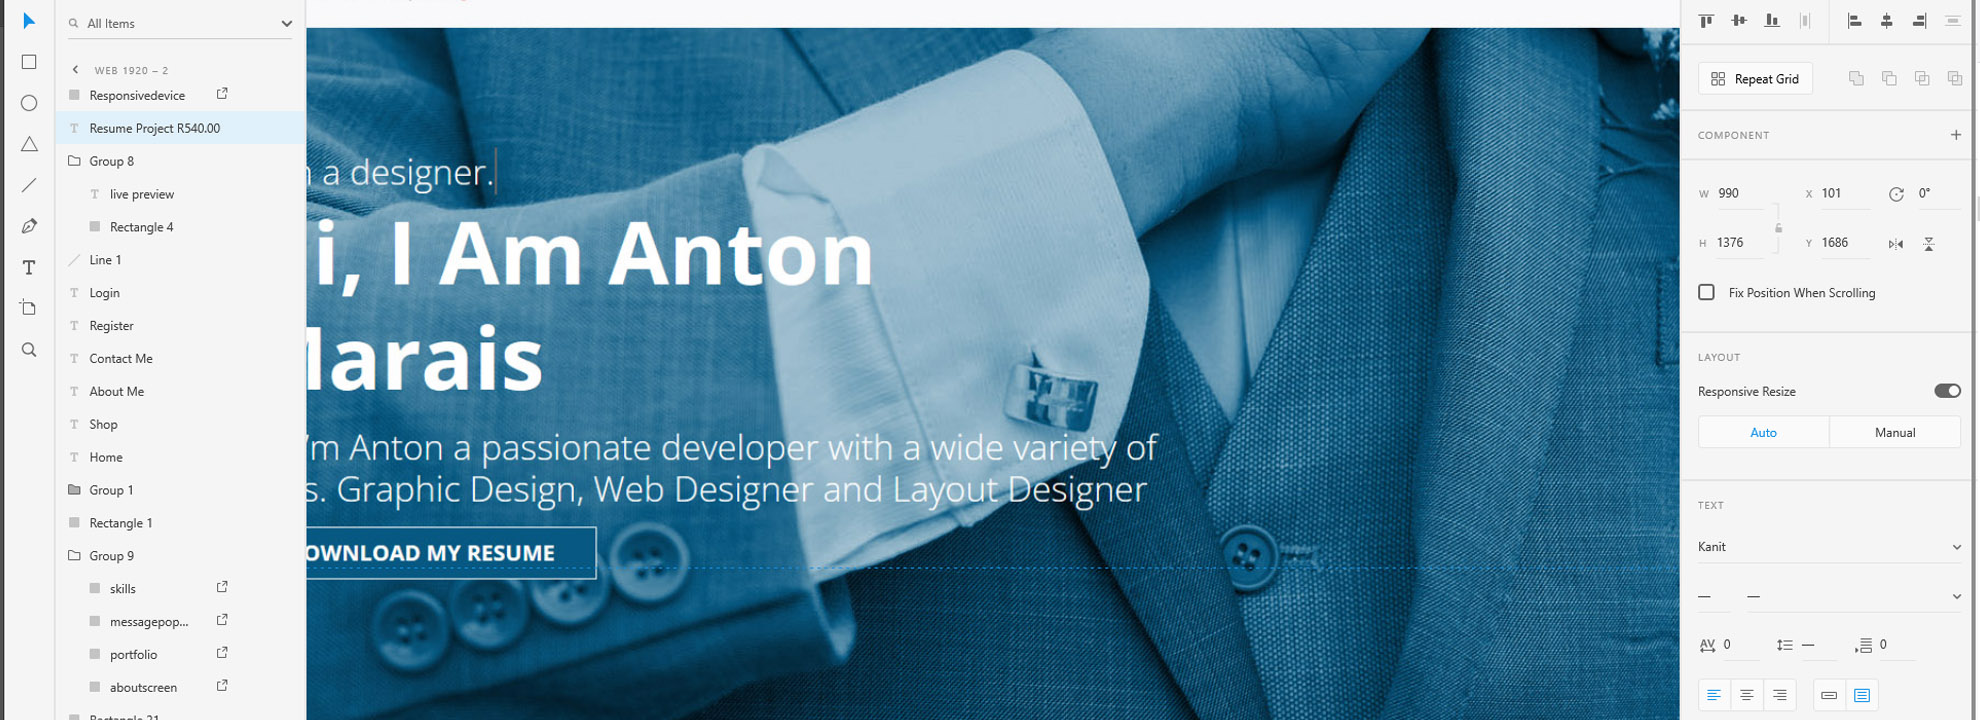 All Items
WEB 1920 – 2
Responsivedevice
Resume Project R540.00
Group 8
live preview
Rectangle 4
Line 1
Login
Register
Contact Me
About Me
Shop
Home
Group 1
Rectangle 1
Group 9
skills
messagepop...
portfolio
aboutscreen
Rectangle 21
a designer.
i, I Am Anton
arais
'm Anton a passionate developer with a wide variety of
s. Graphic Design, Web Designer and Layout Designer
OWNLOAD MY RESUME
Repeat Grid
COMPONENT
W 990 X 101 0°
H 1376 Y 1686
Fix Position When Scrolling
LAYOUT
Responsive Resize
Auto Manual
TEXT
Kanit
— —
AV 0 — 0